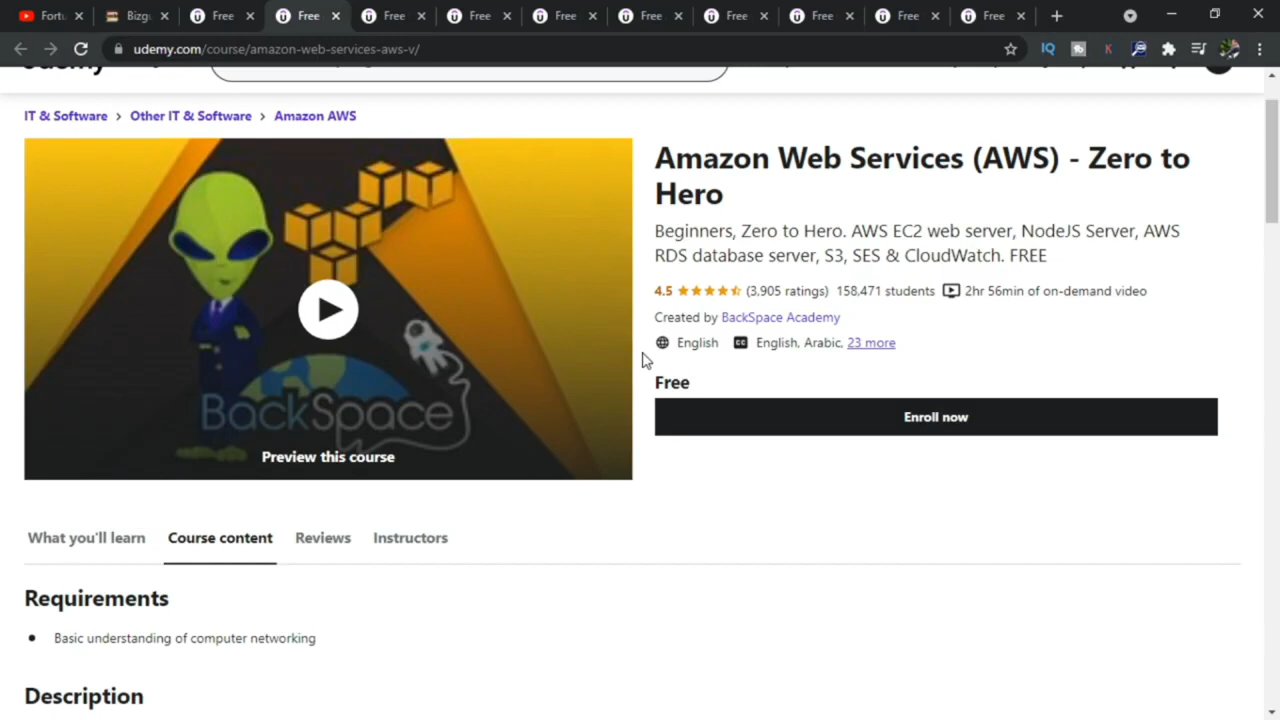 Fortu
Bizgu
Free
Free
Free
Free
Free
Free
Free
Free
Free
Free
udemy.com/course/amazon-web-services-aws-v/
IQ
K
IT & Software > Other IT & Software > Amazon AWS
BackSpace
Preview this course
Amazon Web Services (AWS) - Zero to
Hero
Beginners, Zero to Hero. AWS EC2 web server, NodeJS Server, AWS
RDS database server, S3, SES & CloudWatch. FREE
4.5 (3,905 ratings) 158,471 students 2hr 56min of on-demand video
Created by BackSpace Academy
English CC English, Arabic, 23 more
Free
Enroll now
What you'll learn Course content Reviews Instructors
Requirements
Basic understanding of computer networking
Description